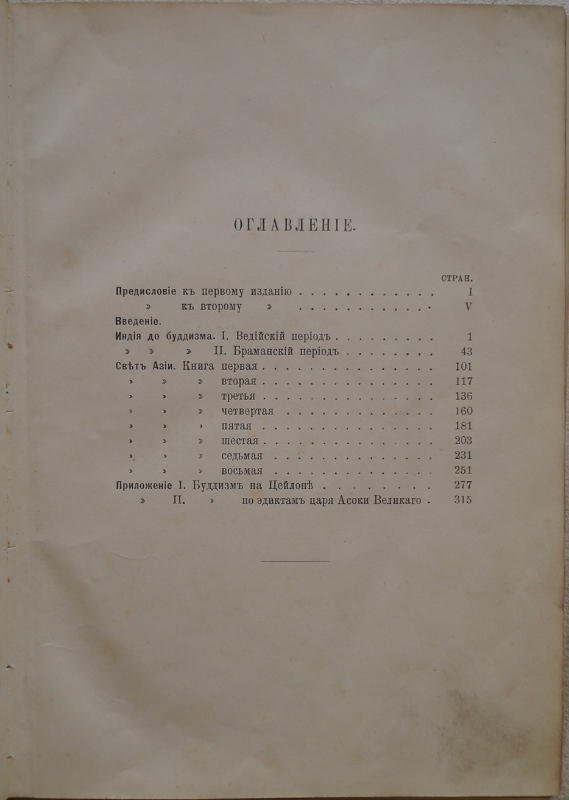 ОГЛАВЛЕНІЕ.
СТРАН.
Предисловіе къ первому изданію . . . . . . . . . . . . I
» къ второму » . . . . . . . . . . . . V
Введеніе.
Индія до буддизма. I. Ведійскій періодъ . . . . . . . . . 1
» » » II. Браманскій періодъ . . . . . . . . 43
Свѣтъ Азіи. Книга первая . . . . . . . . . . . . . . . 101
» » » вторая . . . . . . . . . . . . . . . 117
» » » третья . . . . . . . . . . . . . . . 136
» » » четвертая . . . . . . . . . . . . . 160
» » » пятая . . . . . . . . . . . . . . . 181
» » » шестая . . . . . . . . . . . . . . . 203
» » » седьмая . . . . . . . . . . . . . . 231
» » » восьмая . . . . . . . . . . . . . . 251
Приложеніе I. Буддизмъ на Цейлонѣ . . . . . . . . 277
» II. » по эдиктамъ царя Асоки Великаго . 315